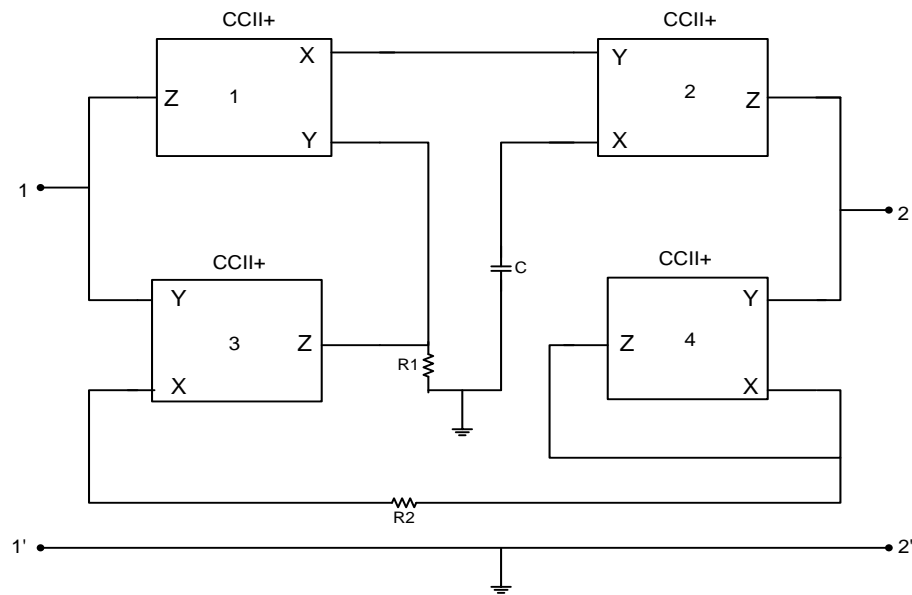 CCII+
CCII+
X
Y
Z
1
2
Z
Y
X
1
2
CCII+
CCII+
C
Y
Y
Z
3
Z
4
R1
X
X
R2
1'
2'